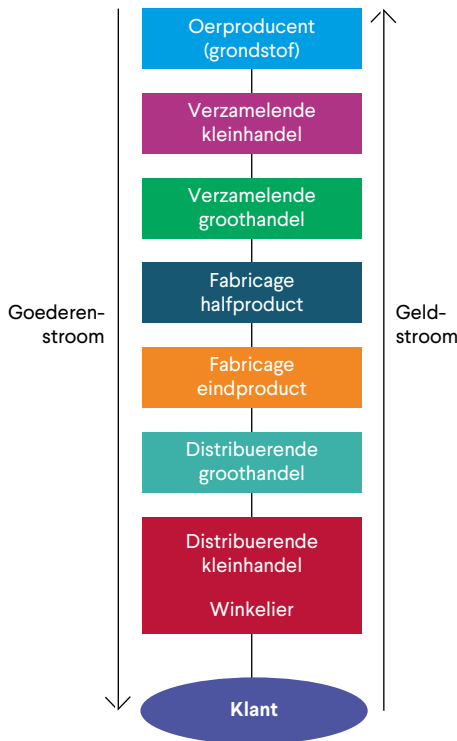 Oerproducent
(grondstof)
Verzamelende
kleinhandel
Verzamelende
groothandel
Fabricage
halfproduct
Goederen-
stroom
Geld-
stroom
Fabricage
eindproduct
Distribuerende
groothandel
Distribuerende
kleinhandel
Winkelier
Klant